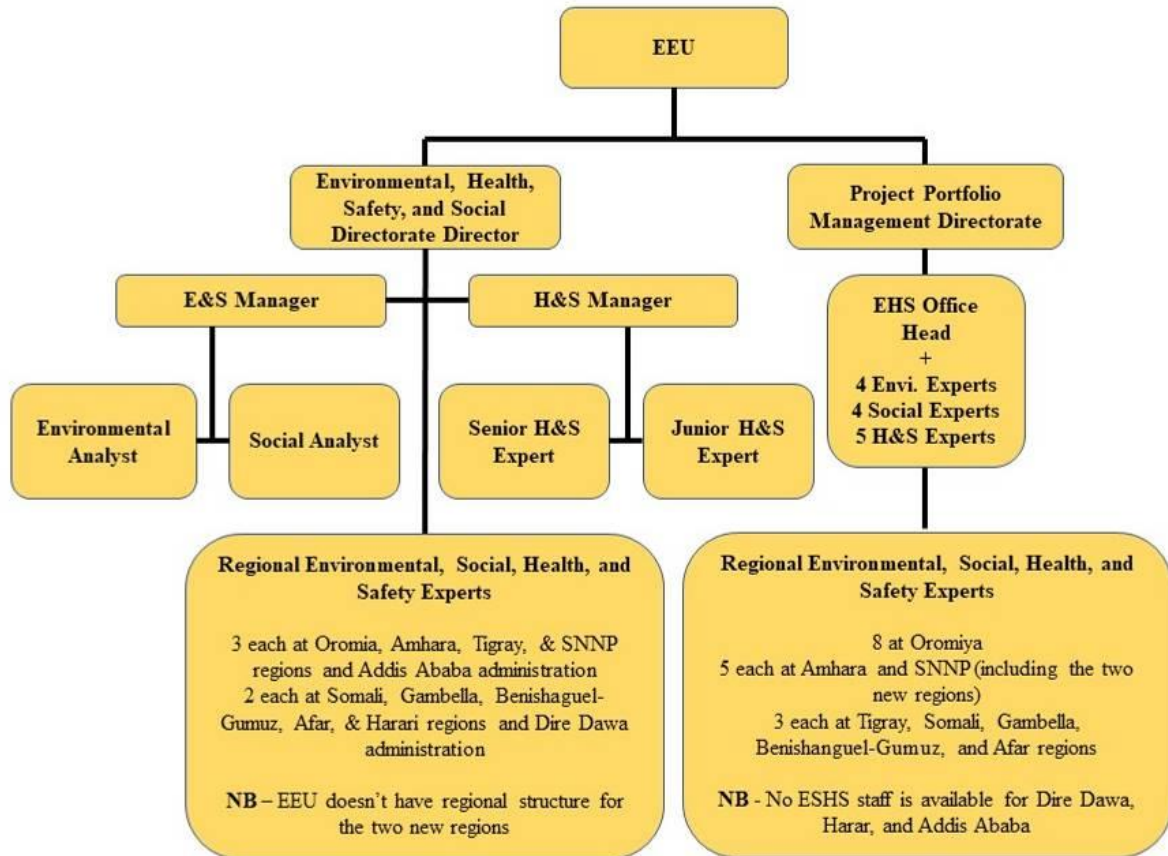 EEU
Environmental, Health,
Safety, and Social
Directorate Director
Project Portfolio
Management Directorate
E&S Manager
H&S Manager
EHS Office
Head
+
4 Envi. Experts
4 Social Experts
5 H&S Experts
Environmental
Analyst
Social Analyst
Senior H&S
Expert
Junior H&S
Expert
Regional Environmental, Social, Health, and
Safety Experts
3 each at Oromia, Amhara, Tigray, & SNNP
regions and Addis Ababa administration
2 each at Somali, Gambella, Benishaguel-
Gumuz, Afar, & Harari regions and Dire Dawa
administration
NB – EEU doesn't have regional structure for
the two new regions
Regional Environmental, Social, Health, and
Safety Experts
8 at Oromiya
5 each at Amhara and SNNP (including the two
new regions)
3 each at Tigray, Somali, Gambella,
Benishanguel-Gumuz, and Afar regions
NB - No ESHS staff is available for Dire Dawa,
Harar, and Addis Ababa